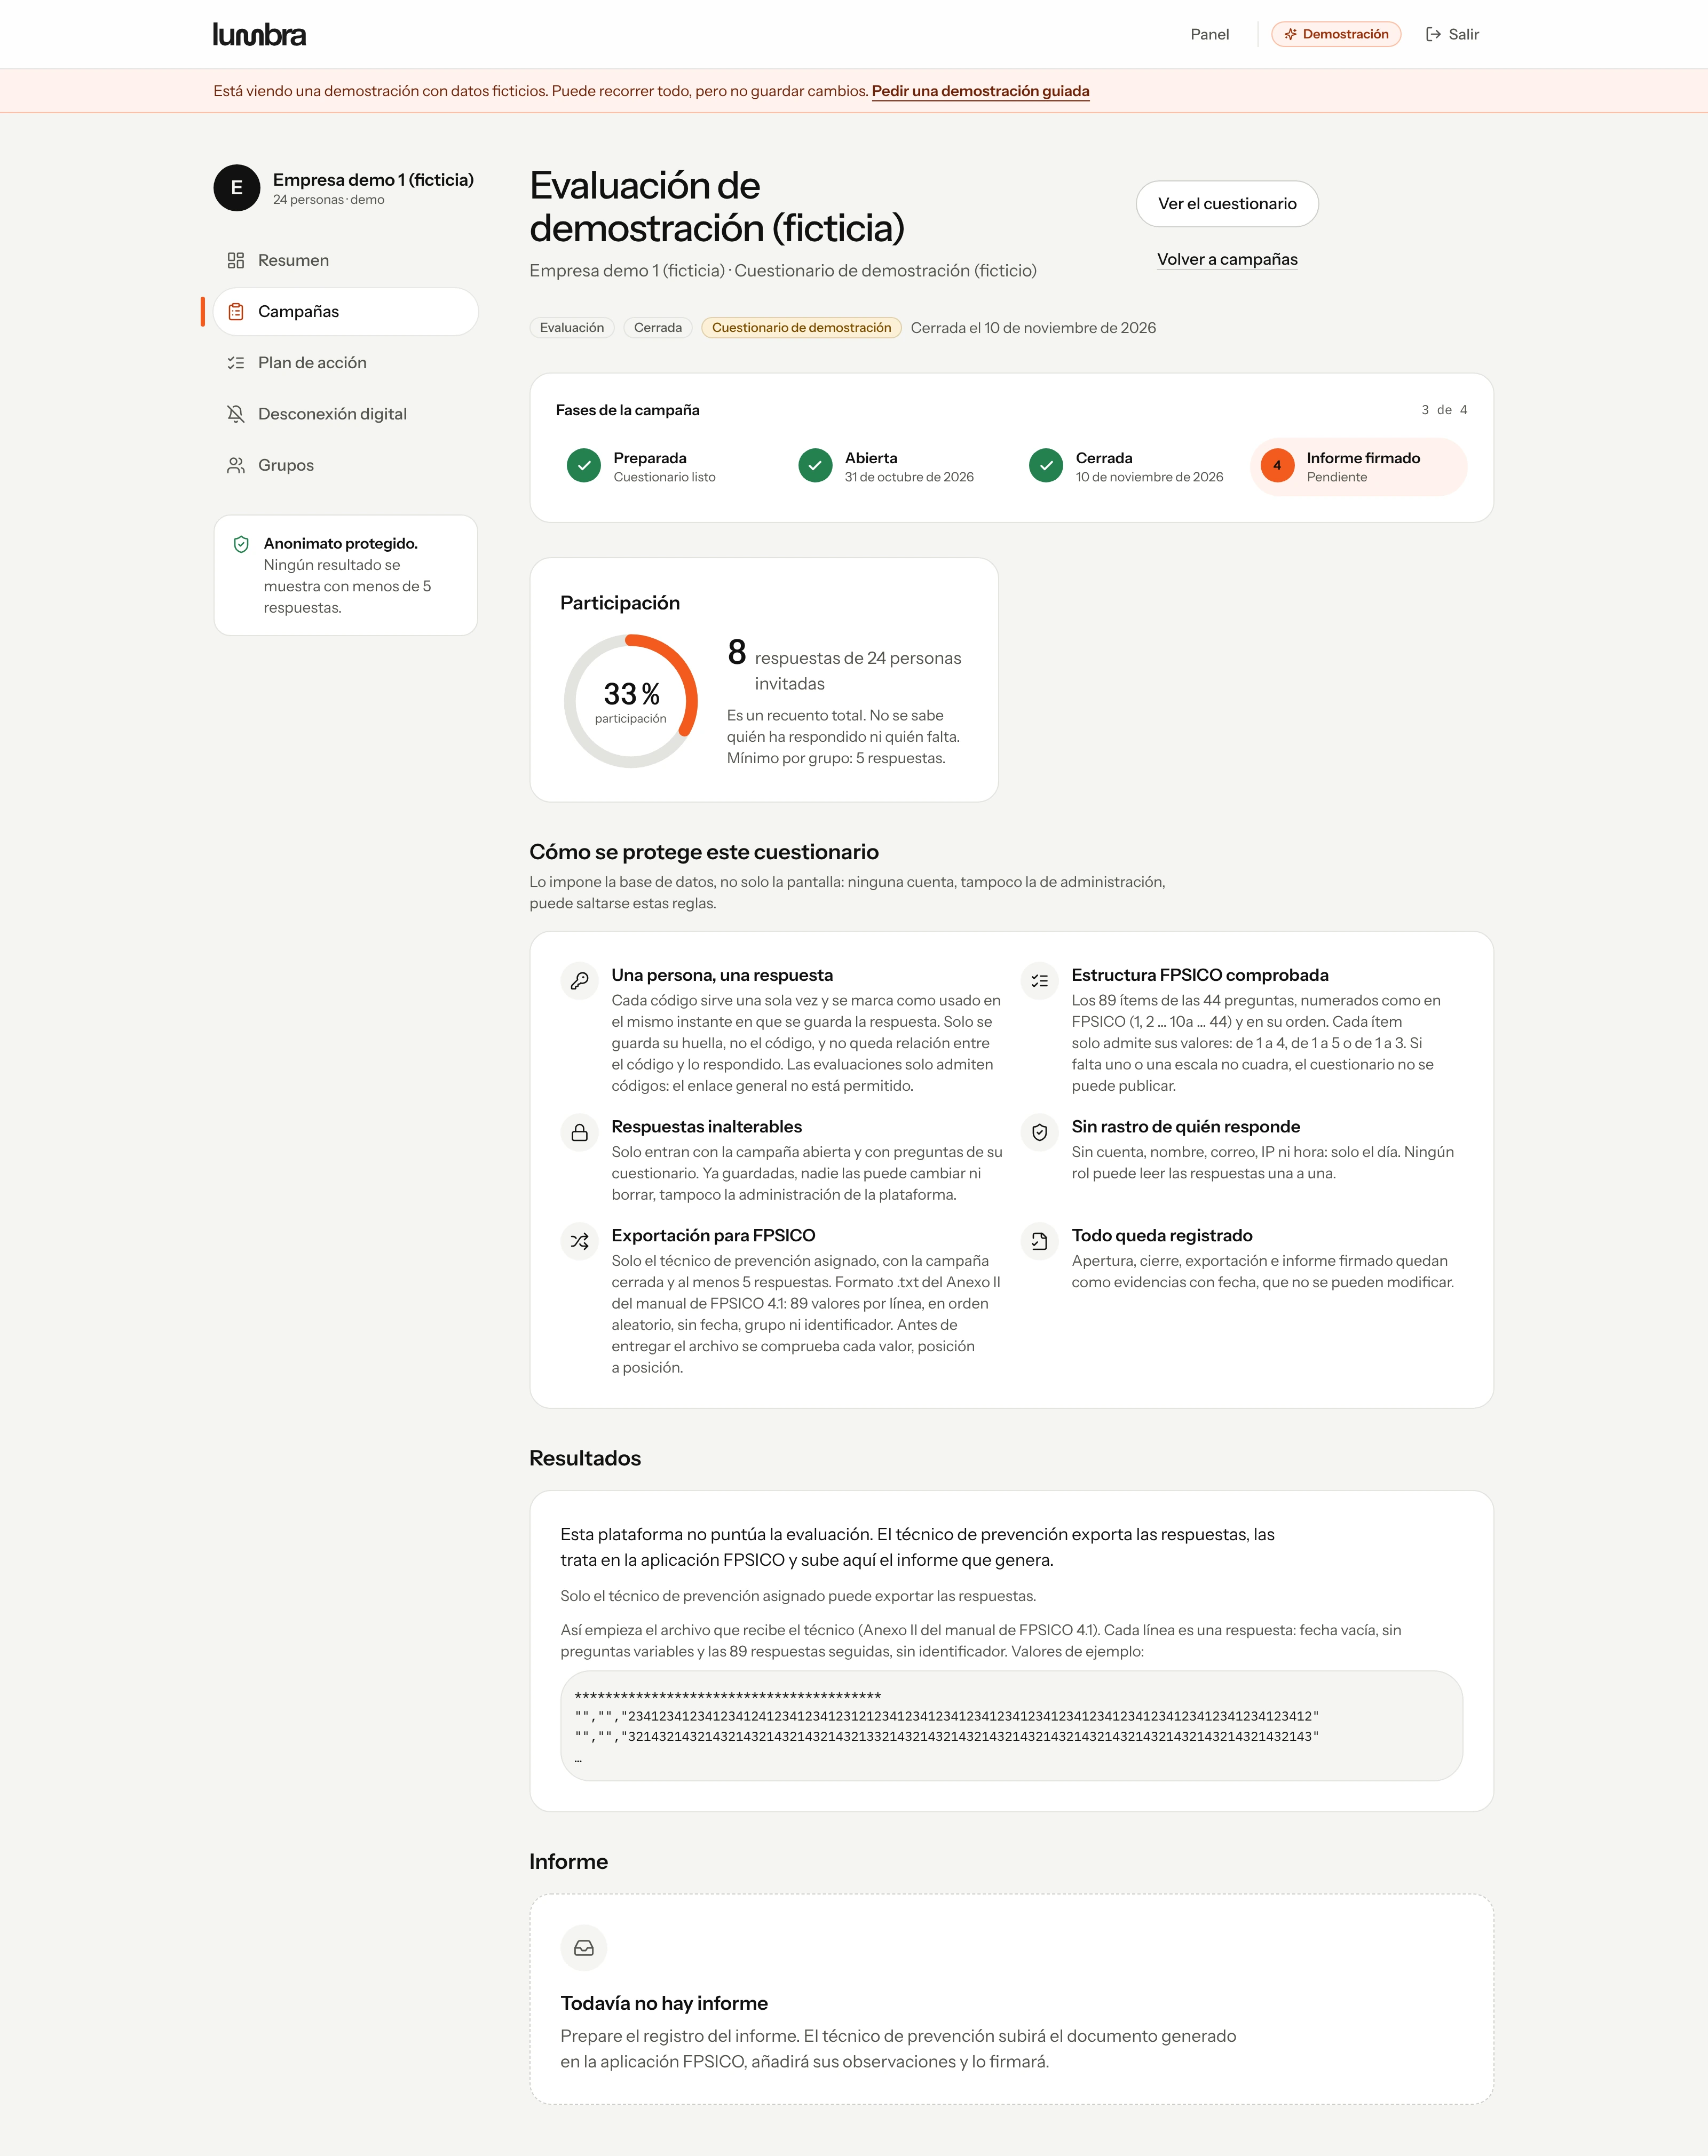 lumbra
Panel
Demostración
Salir
Está viendo una demostración con datos ficticios. Puede recorrer todo, pero no guardar cambios. Pedir una demostración guiada
E
Empresa demo 1 (ficticia)
24 personas · demo
Resumen
Campañas
Plan de acción
Desconexión digital
Grupos
Anonimato protegido.
Ningún resultado se
muestra con menos de 5
respuestas.
Evaluación de
demostración (ficticia)
Empresa demo 1 (ficticia) · Cuestionario de demostración (ficticio)
Ver el cuestionario
Volver a campañas
Evaluación
Cerrada
Cuestionario de demostración
Cerrada el 10 de noviembre de 2026
Fases de la campaña
3 de 4
Preparada
Cuestionario listo
Abierta
31 de octubre de 2026
Cerrada
10 de noviembre de 2026
4
Informe firmado
Pendiente
Participación
33 %
participación
8 respuestas de 24 personas
invitadas
Es un recuento total. No se sabe
quién ha respondido ni quién falta.
Mínimo por grupo: 5 respuestas.
Cómo se protege este cuestionario
Lo impone la base de datos, no solo la pantalla: ninguna cuenta, tampoco la de administración,
puede saltarse estas reglas.
Una persona, una respuesta
Cada código sirve una sola vez y se marca como usado en
el mismo instante en que se guarda la respuesta. Solo se
guarda su huella, no el código, y no queda relación entre
el código y lo respondido. Las evaluaciones solo admiten
códigos: el enlace general no está permitido.
Estructura FPSICO comprobada
Los 89 ítems de las 44 preguntas, numerados como en
FPSICO (1, 2 … 10a … 44) y en su orden. Cada ítem
solo admite sus valores: de 1 a 4, de 1 a 5 o de 1 a 3. Si
falta uno o una escala no cuadra, el cuestionario no se
puede publicar.
Respuestas inalterables
Solo entran con la campaña abierta y con preguntas de su
cuestionario. Ya guardadas, nadie las puede cambiar ni
borrar, tampoco la administración de la plataforma.
Sin rastro de quién responde
Sin cuenta, nombre, correo, IP ni hora: solo el día. Ningún
rol puede leer las respuestas una a una.
Exportación para FPSICO
Solo el técnico de prevención asignado, con la campaña
cerrada y al menos 5 respuestas. Formato .txt del Anexo II
del manual de FPSICO 4.1: 89 valores por línea, en orden
aleatorio, sin fecha, grupo ni identificador. Antes de
entregar el archivo se comprueba cada valor, posición
a posición.
Todo queda registrado
Apertura, cierre, exportación e informe firmado quedan
como evidencias con fecha, que no se pueden modificar.
Resultados
Esta plataforma no puntúa la evaluación. El técnico de prevención exporta las respuestas, las
trata en la aplicación FPSICO y sube aquí el informe que genera.
Solo el técnico de prevención asignado puede exportar las respuestas.
Así empieza el archivo que recibe el técnico (Anexo II del manual de FPSICO 4.1). Cada línea es una respuesta: fecha vacía, sin
preguntas variables y las 89 respuestas seguidas, sin identificador. Valores de ejemplo:
****************************************
"","","23412341234123412412341234123121234123412341234123412341234123412341234123412341234123412"
"","","32143214321432143214321432143213321432143214321432143214321432143214321432143214321432143"
…
Informe
Todavía no hay informe
Prepare el registro del informe. El técnico de prevención subirá el documento generado
en la aplicación FPSICO, añadirá sus observaciones y lo firmará.